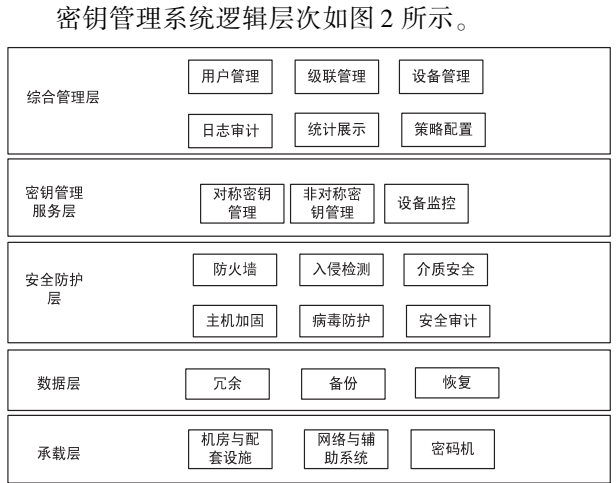 密钥管理系统逻辑层次如图2所示。
综合管理层
用户管理
级联管理
设备管理
日志审计
统计展示
策略配置
密钥管理
服务层
对称密钥
管理
非对称密
钥管理
设备监控
安全防护
层
防火墙
入侵检测
介质安全
主机加固
病毒防护
安全审计
数据层
冗余
备份
恢复
承载层
机房与配
套设施
网络与辅
助系统
密码机